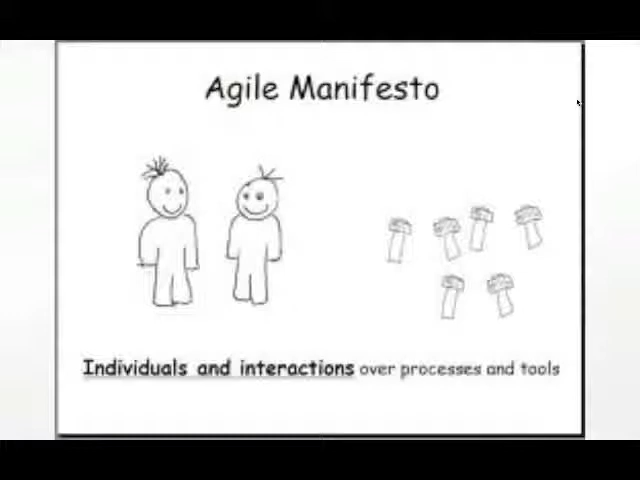 Agile Manifesto
Individuals and interactions over processes and tools